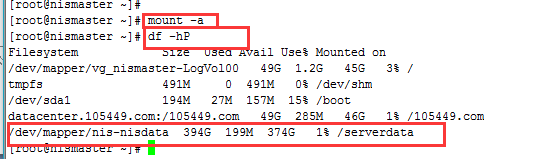 [root@nismaster ~]#
[root@nismaster ~]# mount -a
[root@nismaster ~]# df -hP
Filesystem Size Used Avail Use% Mounted on
/dev/mapper/vg_nismaster-LogVol00 49G 1.2G 45G 3% /
tmpfs 491M 0 491M 0% /dev/shm
/dev/sda1 194M 27M 157M 15% /boot
datacenter.105449.com:/105449.com 49G 285M 46G 1% /105449.com
/dev/mapper/nis-nisdata 394G 199M 374G 1% /serverdata
[root@nismaster ~]#